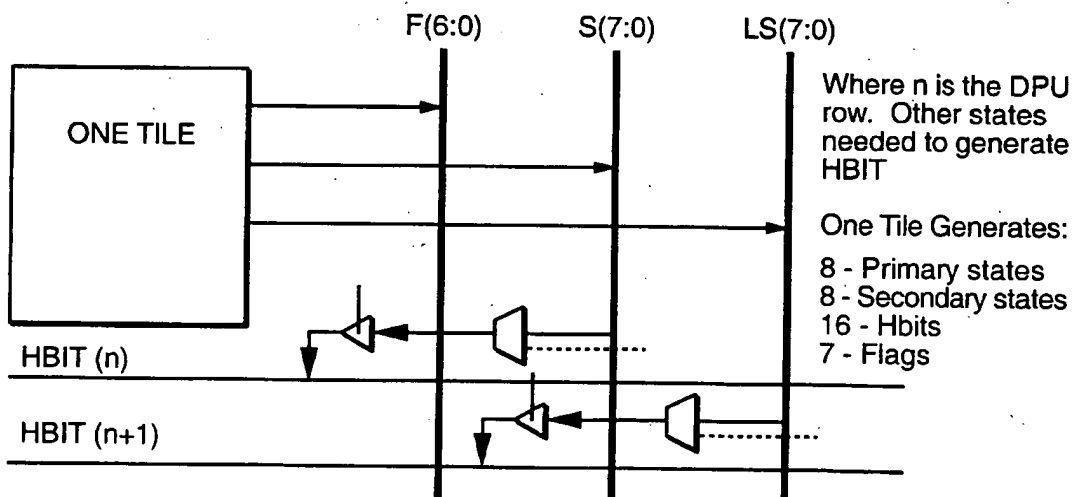 F(6:0) S(7:0) LS(7:0)
ONE TILE
Where n is the DPU
row. Other states
needed to generate
HBIT
One Tile Generates:
8 - Primary states
8 - Secondary states
16 - Hbits
7 - Flags
HBIT (n)
HBIT (n+1)